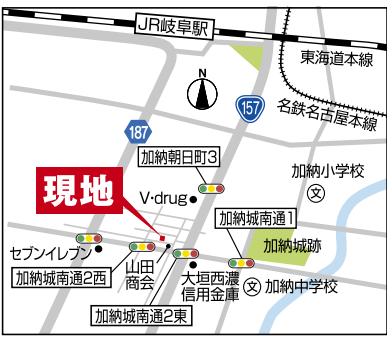 JR岐阜駅
東海道本線
N
157
名鉄名古屋本線
187
加納朝日町3
加納小学校
文
現地
V・drug
加納城南通1
加納城跡
セブンイレブン
山田
商会
大垣西濃
信用金庫
加納城南通2西
文
加納中学校
加納城南通2東